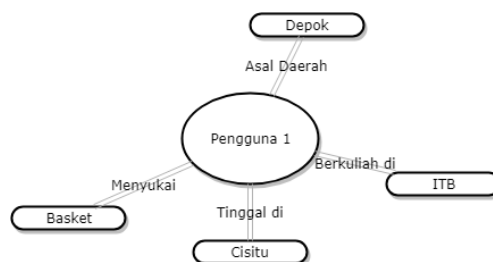 Depok
Asal Daerah
Pengguna 1
Berkuliah di
ITB
Menyukai
Basket
Tinggal di
Cisitu